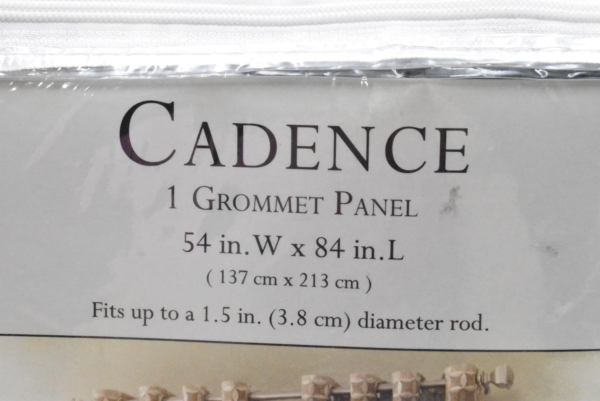 CADENCE
1 GROMMET PANEL
54 in.W x 84 in.L
( 137 cm x 213 cm )
Fits up to a 1.5 in. (3.8 cm) diameter rod.